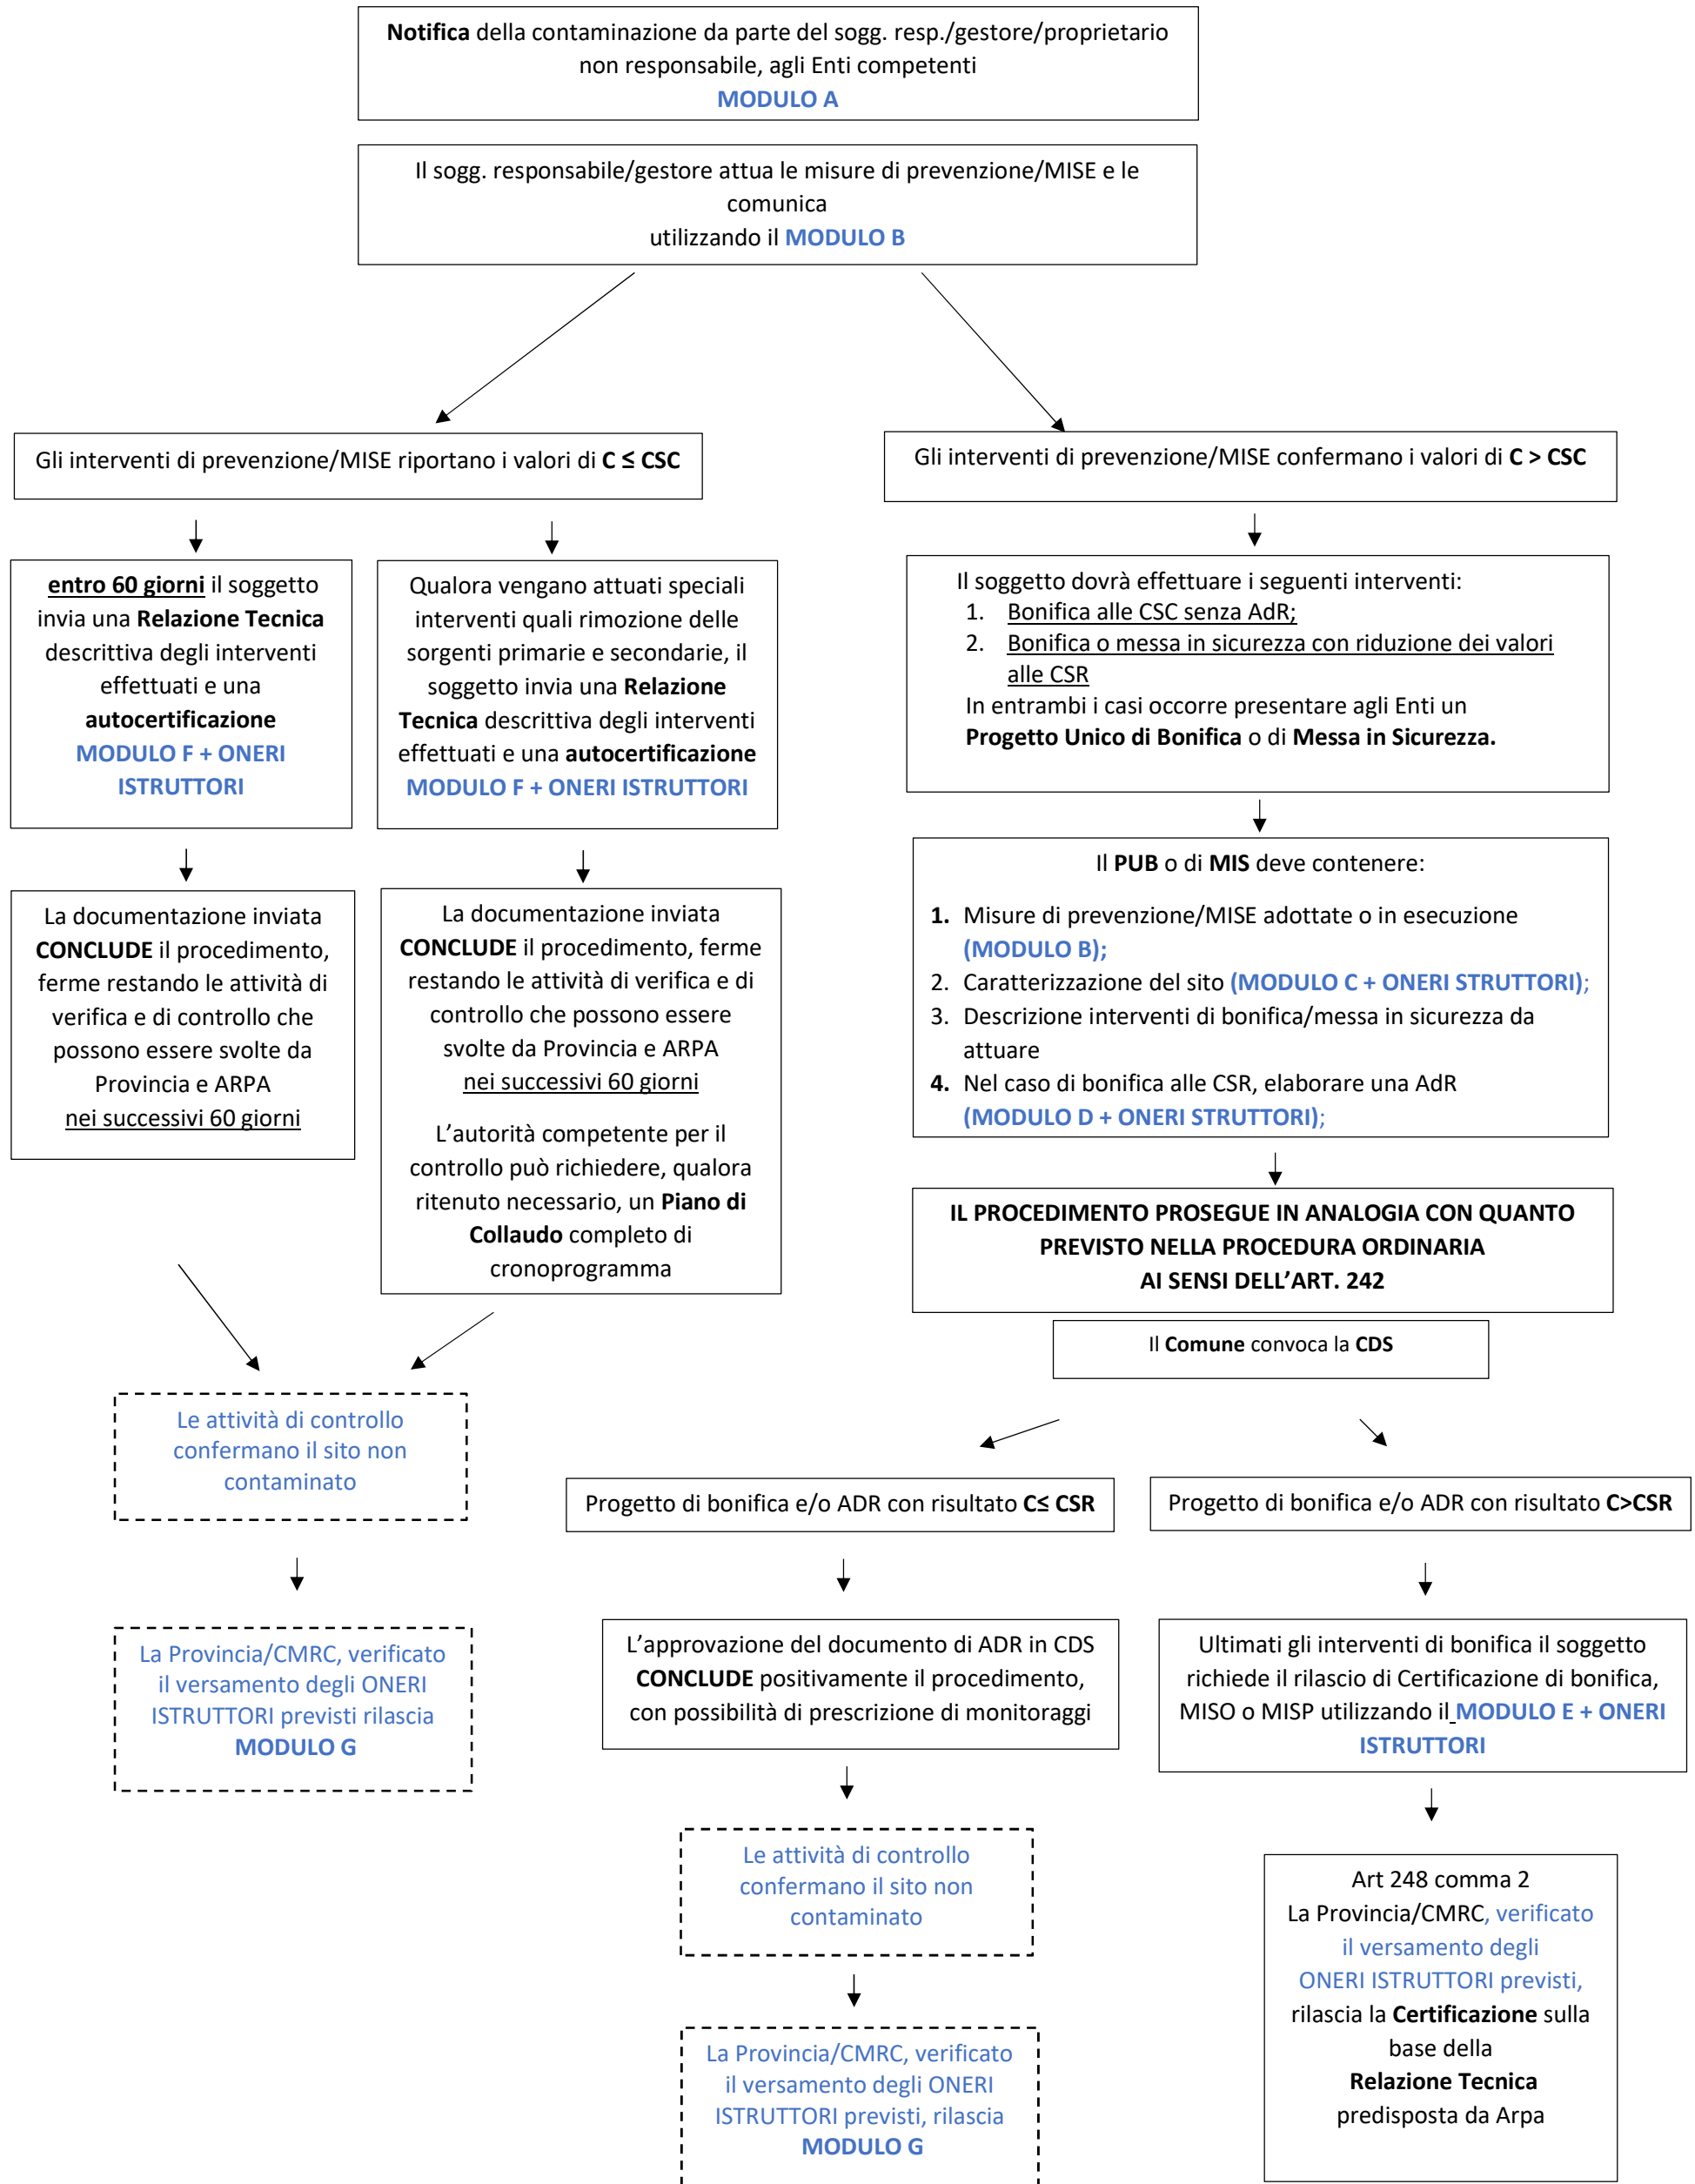 Notifica della contaminazione da parte del sogg. resp./gestore/proprietario
non responsabile, agli Enti competenti
MODULO A
Il sogg. responsabile/gestore attua le misure di prevenzione/MISE e le
comunica
utilizzando il MODULO B
Gli interventi di prevenzione/MISE riportano i valori di C ≤ CSC
Gli interventi di prevenzione/MISE confermano i valori di C > CSC
entro 60 giorni il soggetto
invia una Relazione Tecnica
descrittiva degli interventi
effettuati e una
autocertificazione
MODULO F + ONERI
ISTRUTTORI
Qualora vengano attuati speciali
interventi quali rimozione delle
sorgenti primarie e secondarie, il
soggetto invia una Relazione
Tecnica descrittiva degli interventi
effettuati e una autocertificazione
MODULO F + ONERI ISTRUTTORI
Il soggetto dovrà effettuare i seguenti interventi:
1. Bonifica alle CSC senza AdR;
2. Bonifica o messa in sicurezza con riduzione dei valori
alle CSR
In entrambi i casi occorre presentare agli Enti un
Progetto Unico di Bonifica o di Messa in Sicurezza.
La documentazione inviata
CONCLUDE il procedimento,
ferme restando le attività di
verifica e di controllo che
possono essere svolte da
Provincia e ARPA
nei successivi 60 giorni
La documentazione inviata
CONCLUDE il procedimento, ferme
restando le attività di verifica e di
controllo che possono essere
svolte da Provincia e ARPA
nei successivi 60 giorni
L'autorità competente per il
controllo può richiedere, qualora
ritenuto necessario, un Piano di
Collaudo completo di
cronoprogramma
Il PUB o di MIS deve contenere:
1. Misure di prevenzione/MISE adottate o in esecuzione
(MODULO B);
2. Caratterizzazione del sito (MODULO C + ONERI STRUTTORI);
3. Descrizione interventi di bonifica/messa in sicurezza da
attuare
4. Nel caso di bonifica alle CSR, elaborare una AdR
(MODULO D + ONERI STRUTTORI);
IL PROCEDIMENTO PROSEGUE IN ANALOGIA CON QUANTO
PREVISTO NELLA PROCEDURA ORDINARIA
AI SENSI DELL'ART. 242
Il Comune convoca la CDS
Le attività di controllo
confermano il sito non
contaminato
Progetto di bonifica e/o ADR con risultato C≤ CSR
Progetto di bonifica e/o ADR con risultato C>CSR
La Provincia/CMRC, verificato
il versamento degli ONERI
ISTRUTTORI previsti rilascia
MODULO G
L'approvazione del documento di ADR in CDS
CONCLUDE positivamente il procedimento,
con possibilità di prescrizione di monitoraggi
Ultimati gli interventi di bonifica il soggetto
richiede il rilascio di Certificazione di bonifica,
MISO o MISP utilizzando il MODULO E + ONERI
ISTRUTTORI
Le attività di controllo
confermano il sito non
contaminato
La Provincia/CMRC, verificato
il versamento degli ONERI
ISTRUTTORI previsti, rilascia
MODULO G
Art 248 comma 2
La Provincia/CMRC, verificato
il versamento degli
ONERI ISTRUTTORI previsti,
rilascia la Certificazione sulla
base della
Relazione Tecnica
predisposta da Arpa